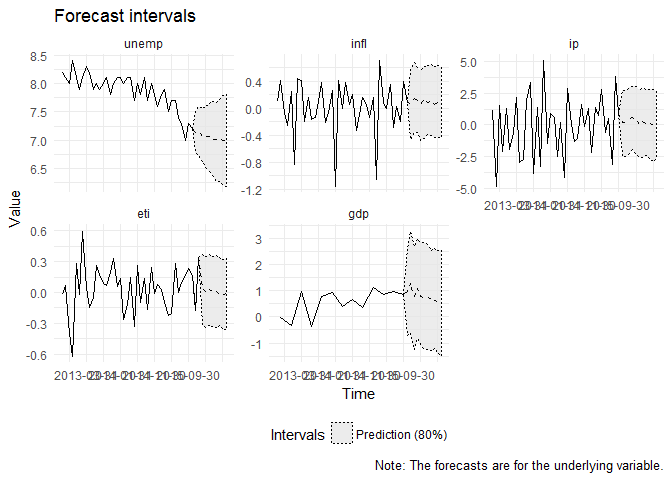 Forecast intervals
unemp
infl
ip
8.5
8.0
7.5
7.0
6.5
0.4
0.0
-0.4
-0.8
-1.2
5.0
2.5
0.0
-2.5
-5.0
Value
eti
gdp
0.6
0.3
0.0
-0.3
-0.6
3
2
1
0
-1
Time
Intervals
Prediction (80%)
Note: The forecasts are for the underlying variable.